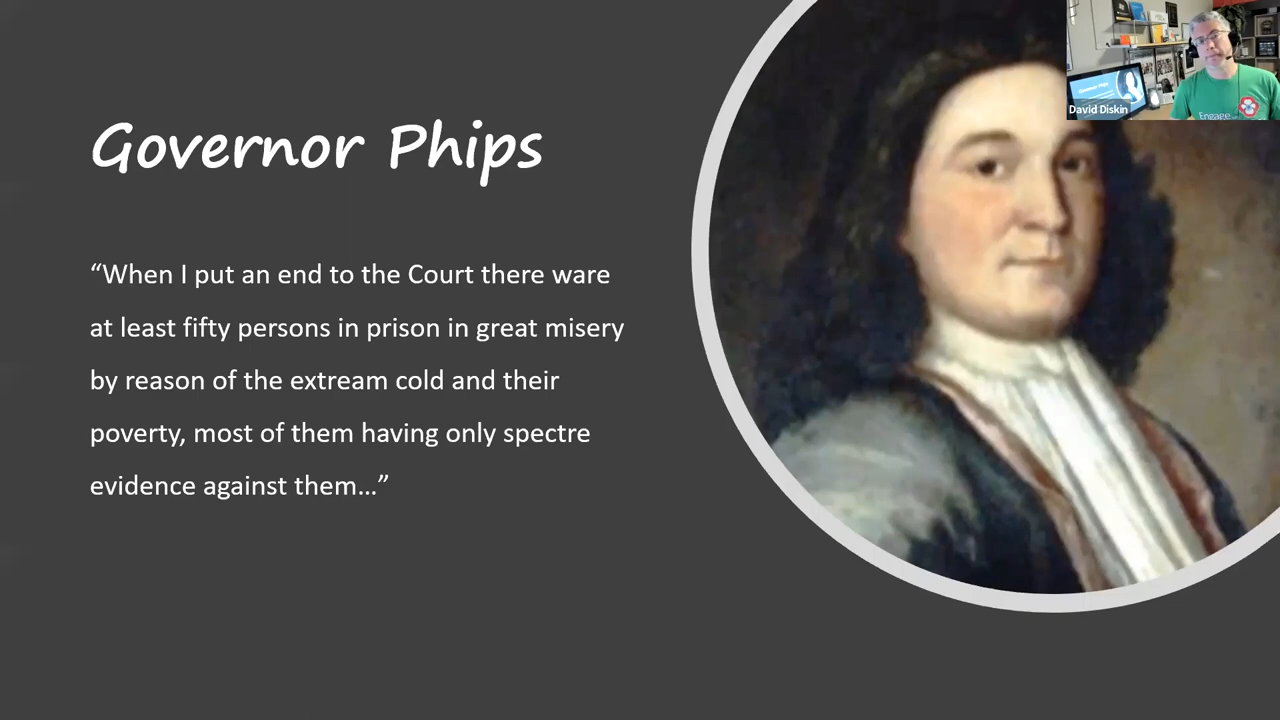 Governor Phips
“When I put an end to the Court there ware
at least fifty persons in prison in great misery
by reason of the extream cold and their
poverty, most of them having only spectre
evidence against them…”
David Diskin
Engage